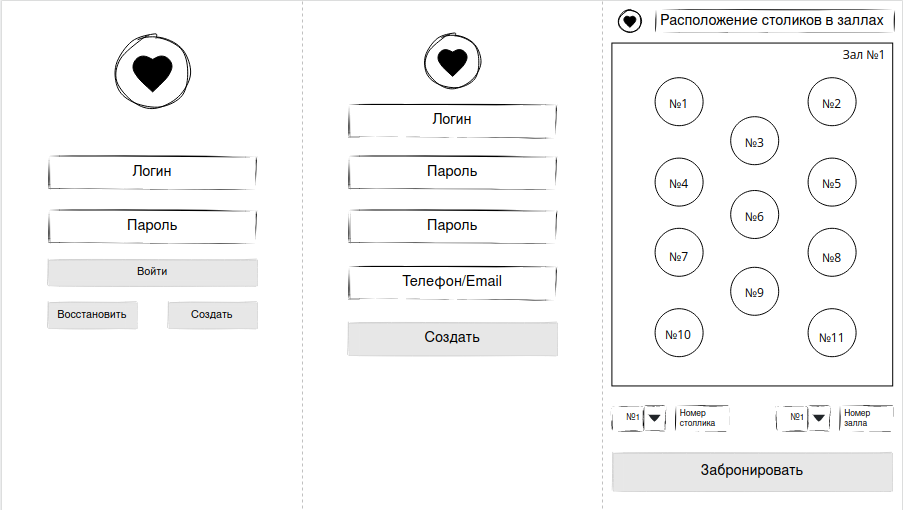 Логин
Пароль
Войти
Восстановить
Создать
Логин
Пароль
Пароль
Телефон/Email
Создать
Расположение столиков в заллах
Зал №1
№1
№2
№3
№4
№5
№6
№7
№8
№9
№10
№11
№1
Номер
столлика
№1
Номер
залла
Забронировать